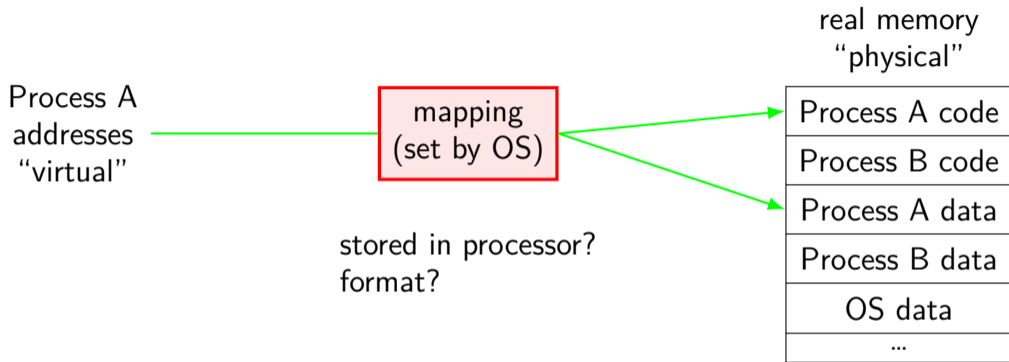 Process A
addresses
“virtual”
mapping
(set by OS)
stored in processor?
format?
real memory
“physical”
Process A code
Process B code
Process A data
Process B data
OS data
...